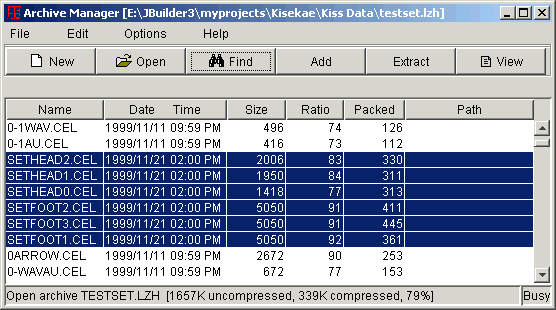 Archive Manager [E:\JBuilder3\myprojects\Kisekae\Kiss Data\testset.lzh]
File Edit Options Help
New Open Find Add Extract View
Name Date Time Size Ratio Packed Path
0-1WAV.CEL 1999/11/11 09:59 PM 496 74 126
0-1AU.CEL 1999/11/11 09:59 PM 416 73 112
SETHEAD2.CEL 1999/11/21 02:00 PM 2006 83 330
SETHEAD1.CEL 1999/11/21 02:00 PM 1950 84 311
SETHEAD0.CEL 1999/11/21 02:00 PM 1418 77 313
SETFOOT2.CEL 1999/11/21 02:00 PM 5050 91 411
SETFOOT3.CEL 1999/11/21 02:00 PM 5050 91 445
SETFOOT1.CEL 1999/11/21 02:00 PM 5050 92 361
0ARROW.CEL 1999/11/11 09:59 PM 2672 90 253
0-WAVAU.CEL 1999/11/11 09:59 PM 672 77 153
Open archive TESTSET.LZH [1657K uncompressed, 339K compressed, 79%] Busy